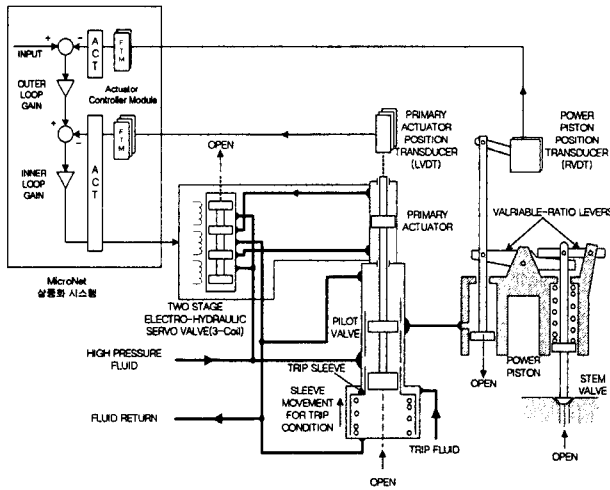 INPUT
+
-
ACT
FTM
OUTER
LOOP
GAIN
Actuator
Controller Module
+
-
ACT
FTM
INNER
LOOP
GAIN
MicroNet
삼중화 시스템
OPEN
TWO STAGE
ELECTRO-HYDRAULIC
SERVO VALVE(3-Coil)
PRIMARY
ACTUATOR
POSITION
TRANSDUCER
(LVDT)
PRIMARY
ACTUATOR
POWER
PISTON
POSITION
TRANSDUCER
(RVDT)
VALRIABLE-RATIO LEVERS
PILOT
VALVE
HIGH PRESSURE
FLUID
TRIP SLEEVE
SLEEVE
MOVEMENT
FOR TRIP
CONDITION
FLUID RETURN
TRIP FLUID
OPEN
OPEN
POWER
PISTON
STEM
VALVE
OPEN